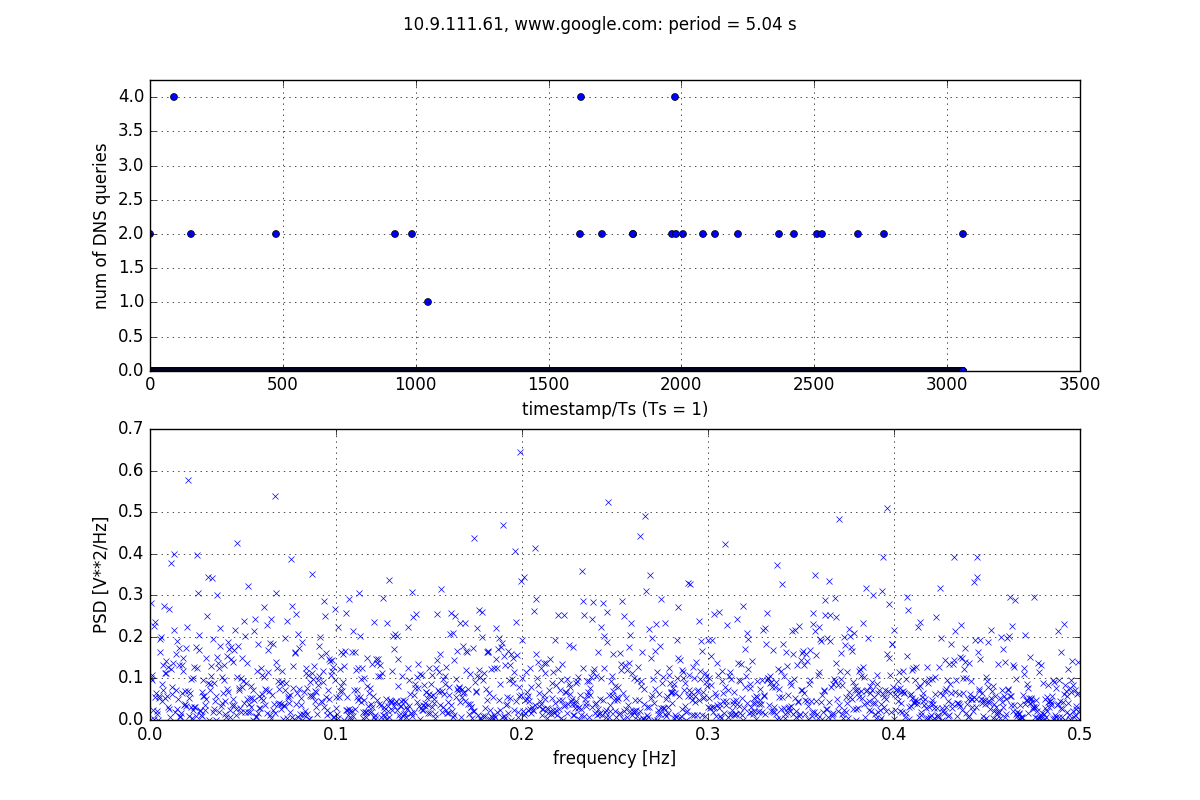 10.9.111.61, www.google.com: period = 5.04 s
4.0
3.5
3.0
2.5
2.0
1.5
1.0
0.5
0.0
num of DNS queries
0 500 1000 1500 2000 2500 3000 3500
timestamp/Ts (Ts = 1)
0.7
0.6
0.5
0.4
0.3
0.2
0.1
0.0
PSD [V**2/Hz]
0.0 0.1 0.2 0.3 0.4 0.5
frequency [Hz]